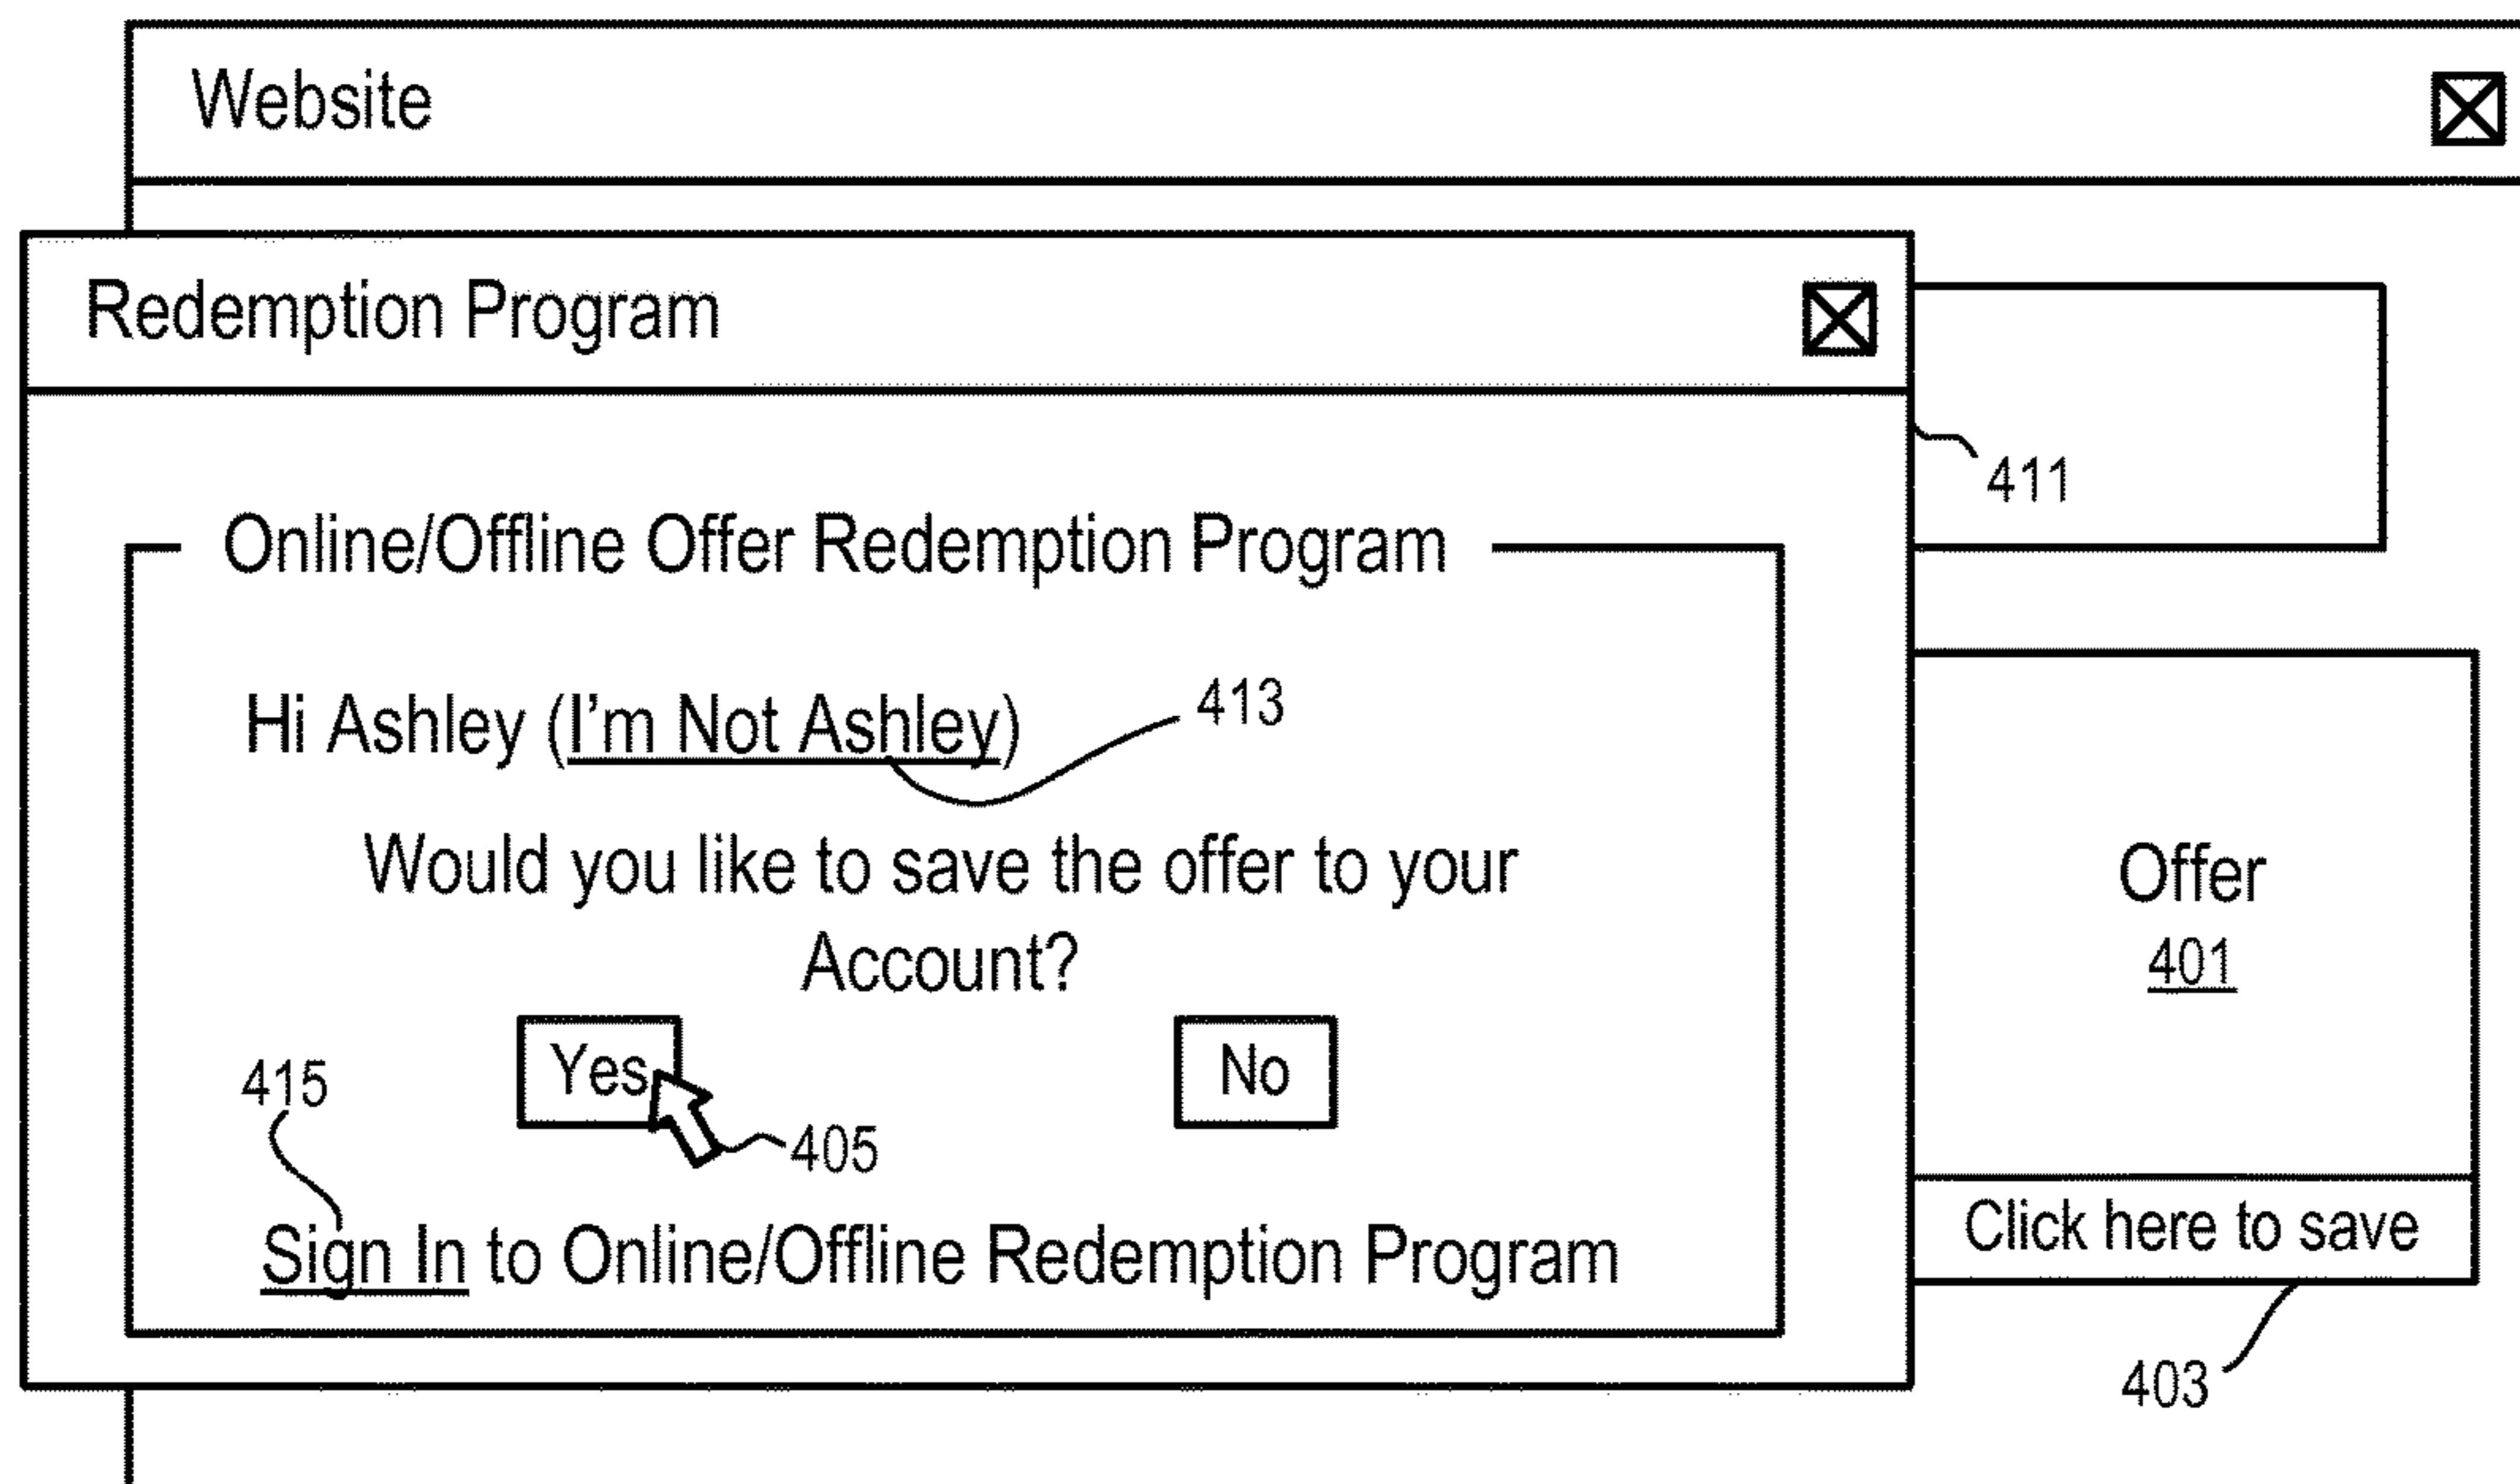 Website
Redemption Program
411
Online/Offline Offer Redemption Program
Hi Ashley (I'm Not Ashley)
413
Would you like to save the offer to your
Account?
Offer
401
Yes
No
415
405
Sign In to Online/Offline Redemption Program
Click here to save
403